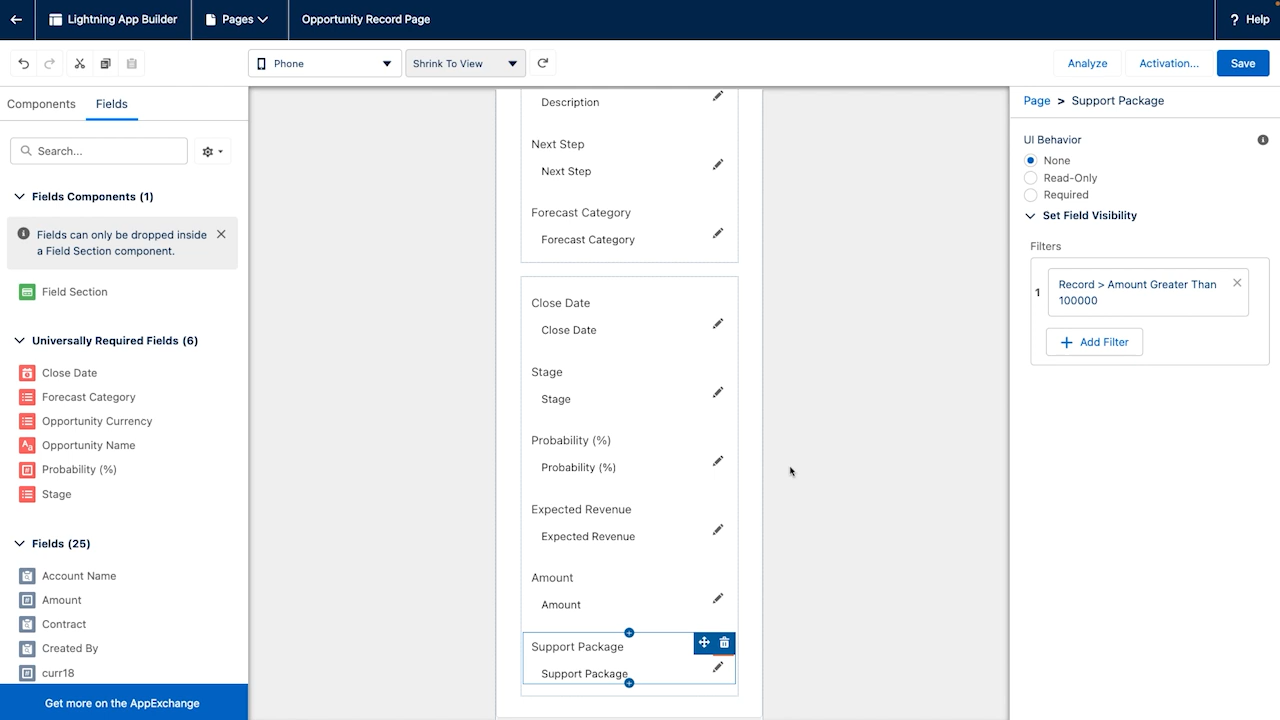 Lightning App Builder
Pages
Opportunity Record Page
? Help
Phone
Shrink To View
Analyze
Activation...
Save
Components
Fields
Search...
Fields Components (1)
Fields can only be dropped inside
a Field Section component.
Field Section
Universally Required Fields (6)
Close Date
Forecast Category
Opportunity Currency
Opportunity Name
Probability (%)
Stage
Fields (25)
Account Name
Amount
Contract
Created By
curr18
Get more on the AppExchange
Description
Next Step
Next Step
Forecast Category
Forecast Category
Close Date
Close Date
Stage
Stage
Probability (%)
Probability (%)
Expected Revenue
Expected Revenue
Amount
Amount
Support Package
Support Package
Page > Support Package
UI Behavior
None
Read-Only
Required
Set Field Visibility
Filters
1
Record > Amount Greater Than
100000
Add Filter